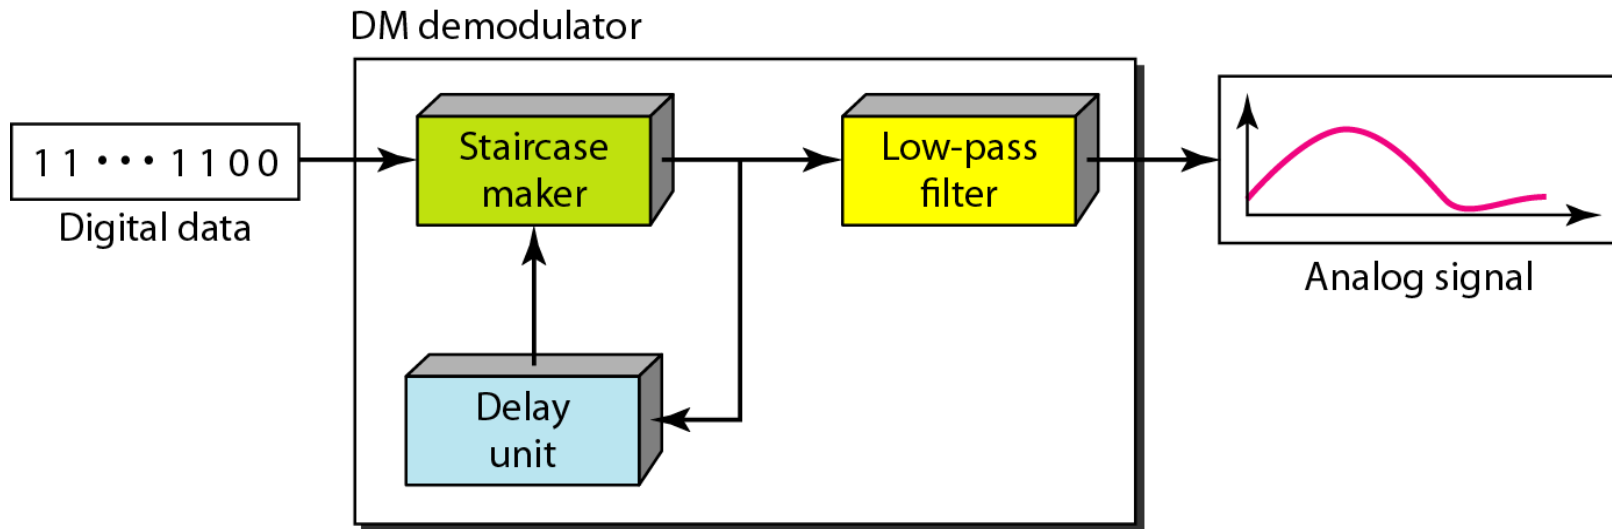 DM demodulator
1 1 • • • 1 1 0 0
Digital data
Staircase
maker
Low-pass
filter
Analog signal
Delay
unit